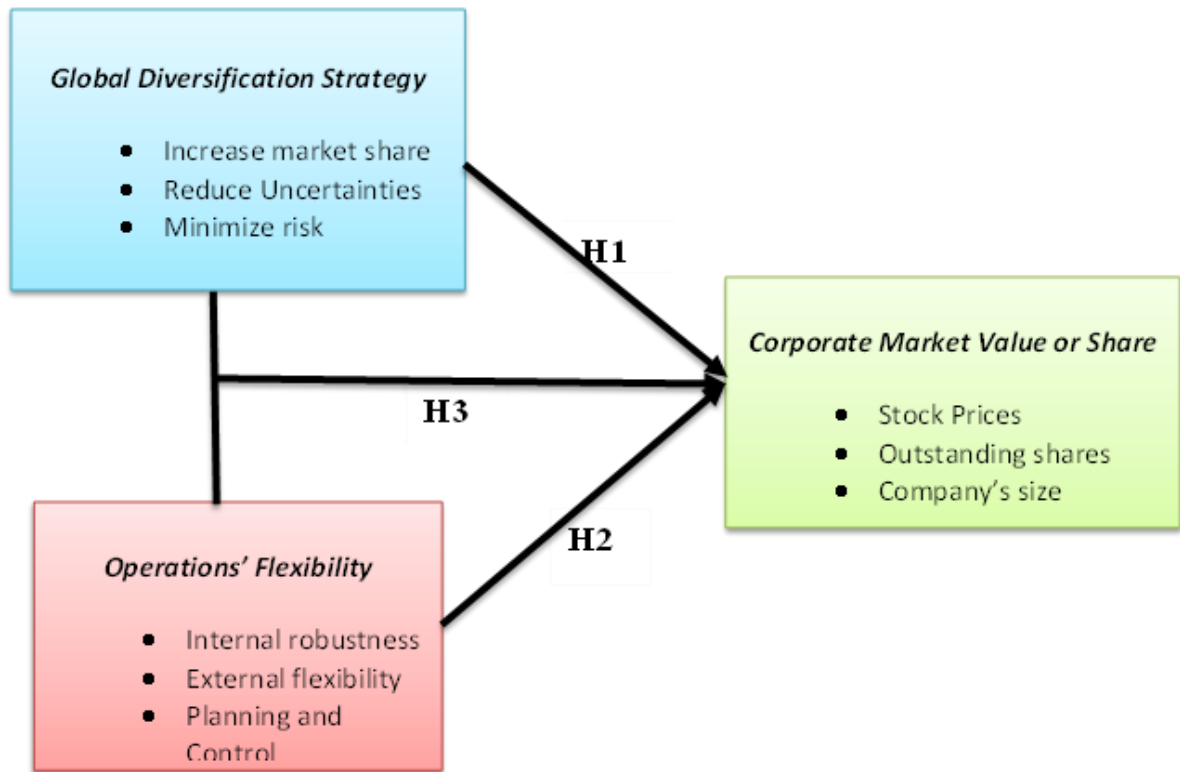 Global Diversification Strategy
• Increase market share
• Reduce Uncertainties
• Minimize risk
H1
Corporate Market Value or Share
• Stock Prices
• Outstanding shares
• Company's size
H3
H2
Operations' Flexibility
• Internal robustness
• External flexibility
• Planning and
Control